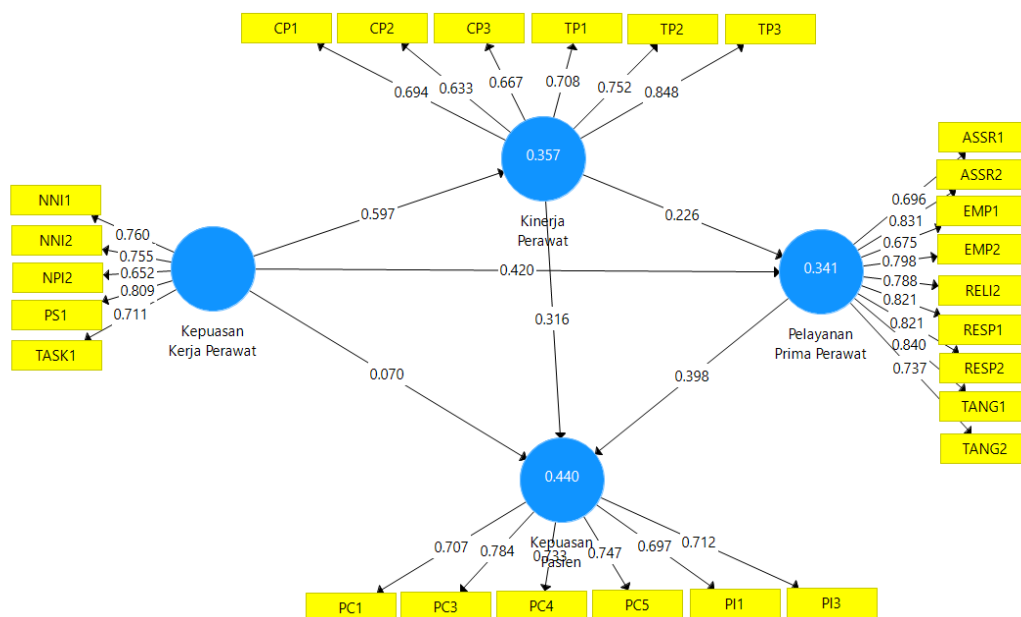 CP1 CP2 CP3 TP1 TP2 TP3
0.694 0.633 0.667 0.708 0.752 0.848
0.357
Kinerja
Perawat
NNI1
NNI2
NPI2
PS1
TASK1
0.760
0.755
0.652
0.809
0.711
Kepuasan
Kerja Perawat
0.597
0.420
0.070
0.226
0.316
0.398
0.341
Pelayanan
Prima Perawat
0.696
0.831
0.675
0.798
0.788
0.821
0.821
0.840
0.737
ASSR1
ASSR2
EMP1
EMP2
RELI2
RESP1
RESP2
TANG1
TANG2
0.440
Kepuasan
Pasien
0.707 0.784 0.733 0.747 0.697 0.712
PC1 PC3 PC4 PC5 PI1 PI3